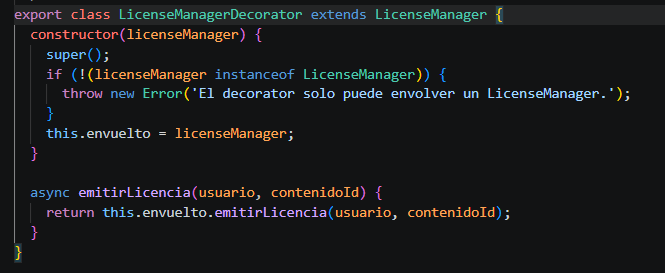 export class LicenseManagerDecorator extends LicenseManager {
  constructor(licenseManager) {
    super();
    if (!(licenseManager instanceof LicenseManager)) {
      throw new Error('El decorator solo puede envolver un LicenseManager.');
    }
    this.envuelto = licenseManager;
  }

  async emitirLicencia(usuario, contenidoId) {
    return this.envuelto.emitirLicencia(usuario, contenidoId);
  }
}